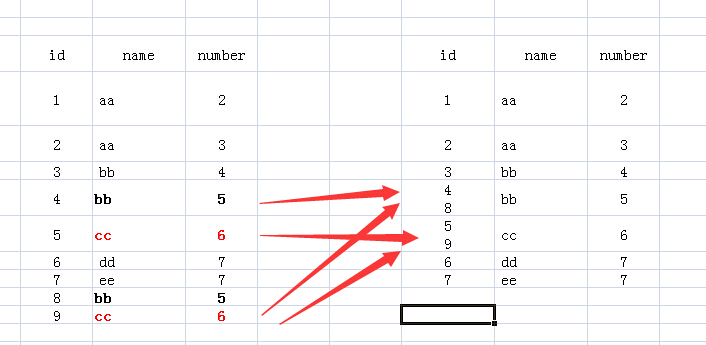 id name number id name number
1 aa 2 1 aa 2
2 aa 3 2 aa 3
3 bb 4 3 bb 4
4 bb 5 4
8 bb 5
5 cc 6 5
9 cc 6
6 dd 7 6 dd 7
7 ee 7 7 ee 7
8 bb 5
9 cc 6